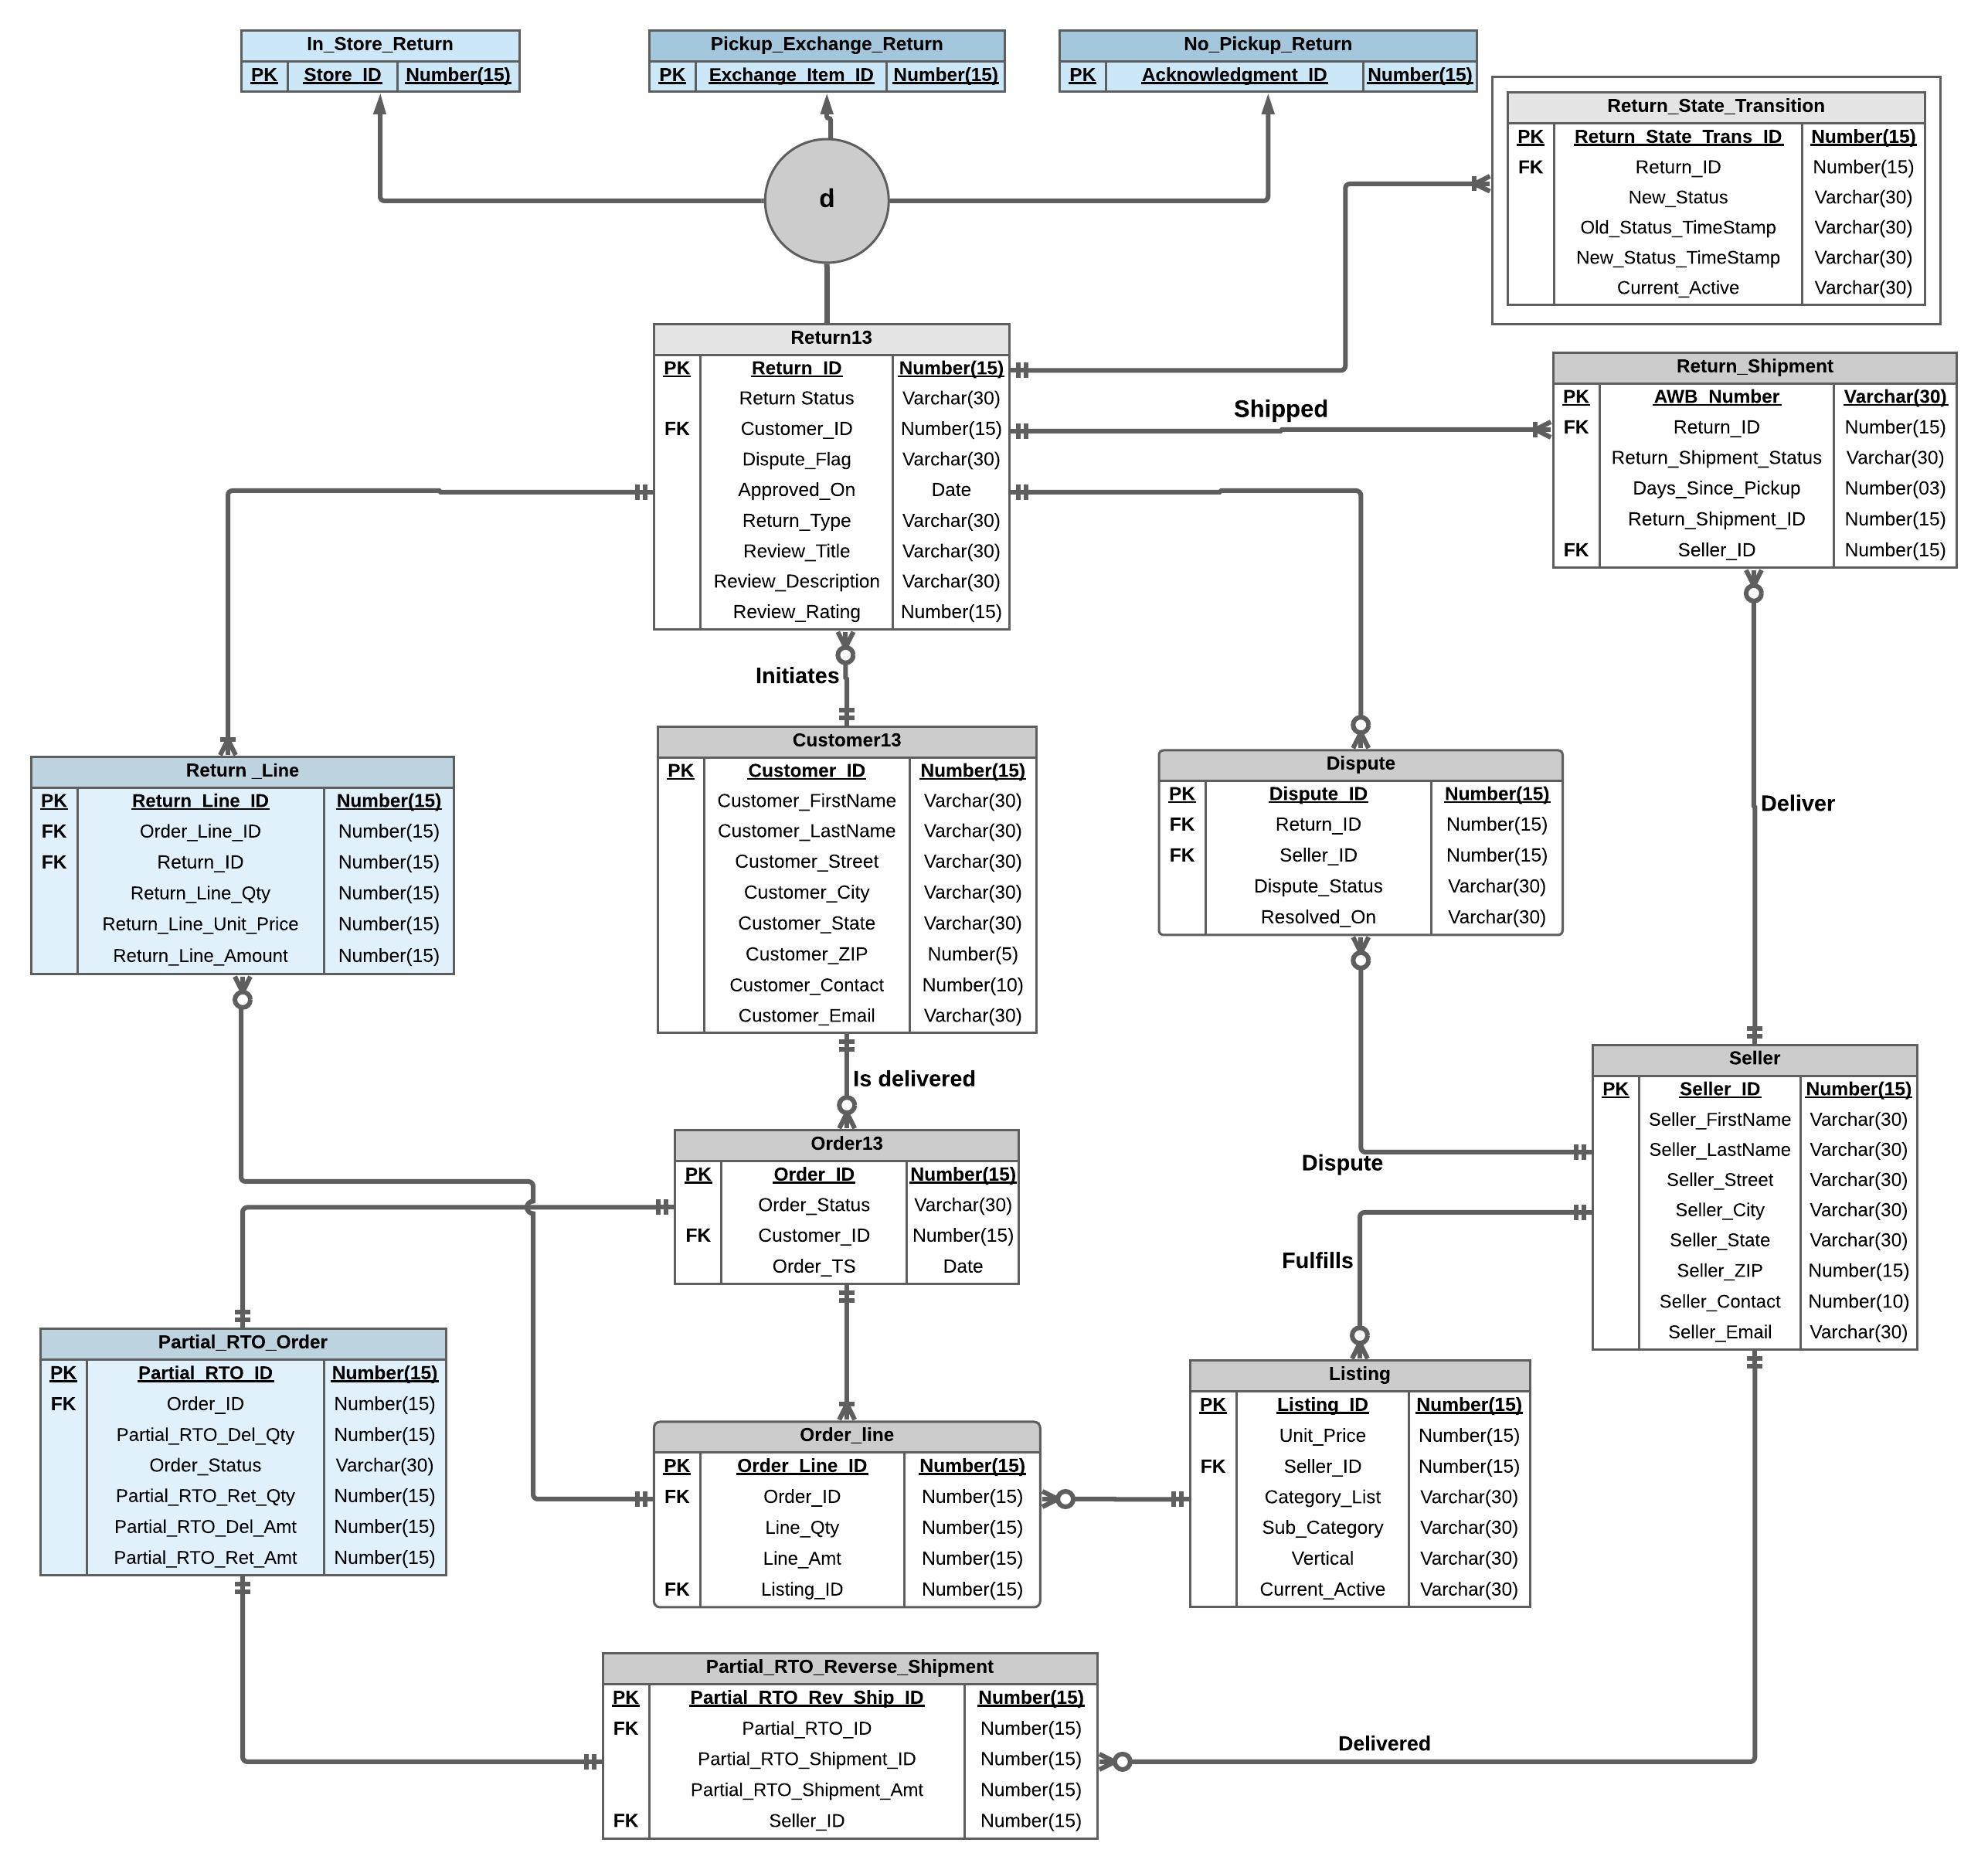 In_Store_Return
PK Store_ID Number(15)
Pickup_Exchange_Return
PK Exchange_Item_ID Number(15)
No_Pickup_Return
PK Acknowledgment_ID Number(15)
d
Return_State_Transition
PK Return_State_Trans_ID Number(15)
FK Return_ID Number(15)
New_Status Varchar(30)
Old_Status_TimeStamp Varchar(30)
New_Status_TimeStamp Varchar(30)
Current_Active Varchar(30)
Return13
PK Return_ID Number(15)
Return Status Varchar(30)
FK Customer_ID Number(15)
Dispute_Flag Varchar(30)
Approved_On Date
Return_Type Varchar(30)
Review_Title Varchar(30)
Review_Description Varchar(30)
Review_Rating Number(15)
Shipped
Return_Shipment
PK AWB_Number Varchar(30)
FK Return_ID Number(15)
Return_Shipment_Status Varchar(30)
Days_Since_Pickup Number(03)
Return_Shipment_ID Number(15)
FK Seller_ID Number(15)
Initiates
Return _Line
PK Return_Line_ID Number(15)
FK Order_Line_ID Number(15)
FK Return_ID Number(15)
Return_Line_Qty Number(15)
Return_Line_Unit_Price Number(15)
Return_Line_Amount Number(15)
Customer13
PK Customer_ID Number(15)
Customer_FirstName Varchar(30)
Customer_LastName Varchar(30)
Customer_Street Varchar(30)
Customer_City Varchar(30)
Customer_State Varchar(30)
Customer_ZIP Number(5)
Customer_Contact Number(10)
Customer_Email Varchar(30)
Dispute
PK Dispute_ID Number(15)
FK Return_ID Number(15)
FK Seller_ID Number(15)
Dispute_Status Varchar(30)
Resolved_On Varchar(30)
Deliver
Is delivered
Seller
PK Seller_ID Number(15)
Seller_FirstName Varchar(30)
Seller_LastName Varchar(30)
Seller_Street Varchar(30)
Seller_City Varchar(30)
Seller_State Varchar(30)
Seller_ZIP Number(15)
Seller_Contact Number(10)
Seller_Email Varchar(30)
Order13
PK Order_ID Number(15)
Order_Status Varchar(30)
FK Customer_ID Number(15)
Order_TS Date
Dispute
Fulfills
Partial_RTO_Order
PK Partial_RTO_ID Number(15)
FK Order_ID Number(15)
Partial_RTO_Del_Qty Number(15)
Order_Status Varchar(30)
Partial_RTO_Ret_Qty Number(15)
Partial_RTO_Del_Amt Number(15)
Partial_RTO_Ret_Amt Number(15)
Order_line
PK Order_Line_ID Number(15)
FK Order_ID Number(15)
Line_Qty Number(15)
Line_Amt Number(15)
FK Listing_ID Number(15)
Listing
PK Listing_ID Number(15)
Unit_Price Number(15)
FK Seller_ID Number(15)
Category_List Varchar(30)
Sub_Category Varchar(30)
Vertical Varchar(30)
Current_Active Varchar(30)
Partial_RTO_Reverse_Shipment
PK Partial_RTO_Rev_Ship_ID Number(15)
FK Partial_RTO_ID Number(15)
Partial_RTO_Shipment_ID Number(15)
Partial_RTO_Shipment_Amt Number(15)
FK Seller_ID Number(15)
Delivered